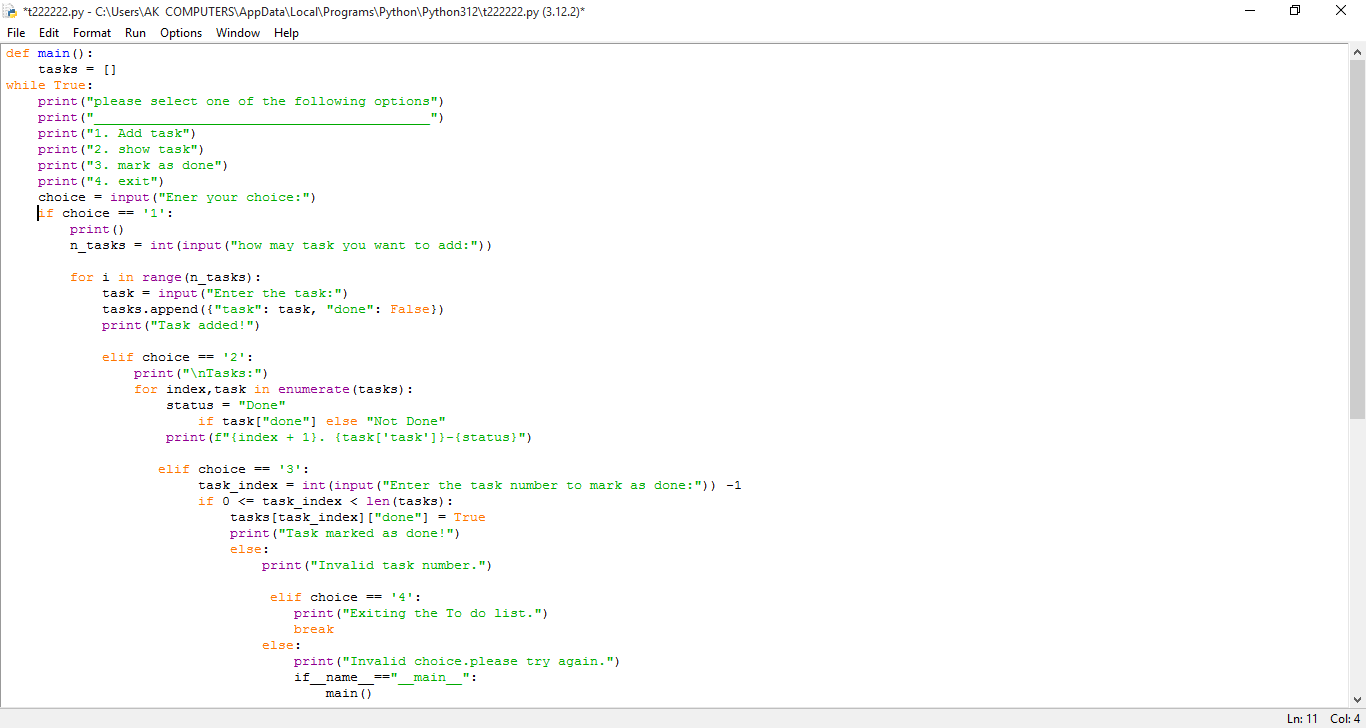 *t222222.py - C:\Users\AK COMPUTERS\AppData\Local\Programs\Python\Python312\t222222.py (3.12.2)*
File Edit Format Run Options Window Help
def main():
    tasks = []
while True:
    print("please select one of the following options")
    print("__________________________________________")
    print("1. Add task")
    print("2. show task")
    print("3. mark as done")
    print("4. exit")
    choice = input("Ener your choice:")
    if choice == '1':
        print()
        n_tasks = int(input("how may task you want to add:"))
        for i in range(n_tasks):
            task = input("Enter the task:")
            tasks.append({"task": task, "done": False})
            print("Task added!")
            elif choice == '2':
                print("\nTasks:")
                for index,task in enumerate(tasks):
                    status = "Done"
                        if task["done"] else "Not Done"
                    print(f"{index + 1}. {task['task']}-{status}")
                   elif choice == '3':
                        task_index = int(input("Enter the task number to mark as done:")) -1
                        if 0 <= task_index < len(tasks):
                            tasks[task_index]["done"] = True
                            print("Task marked as done!")
                            else:
                                print("Invalid task number.")
                                 elif choice == '4':
                                    print("Exiting the To do list.")
                                    break
                                else:
                                    print("Invalid choice.please try again.")
                                    if__name__=="__main__":
                                        main()
Ln: 11 Col: 4